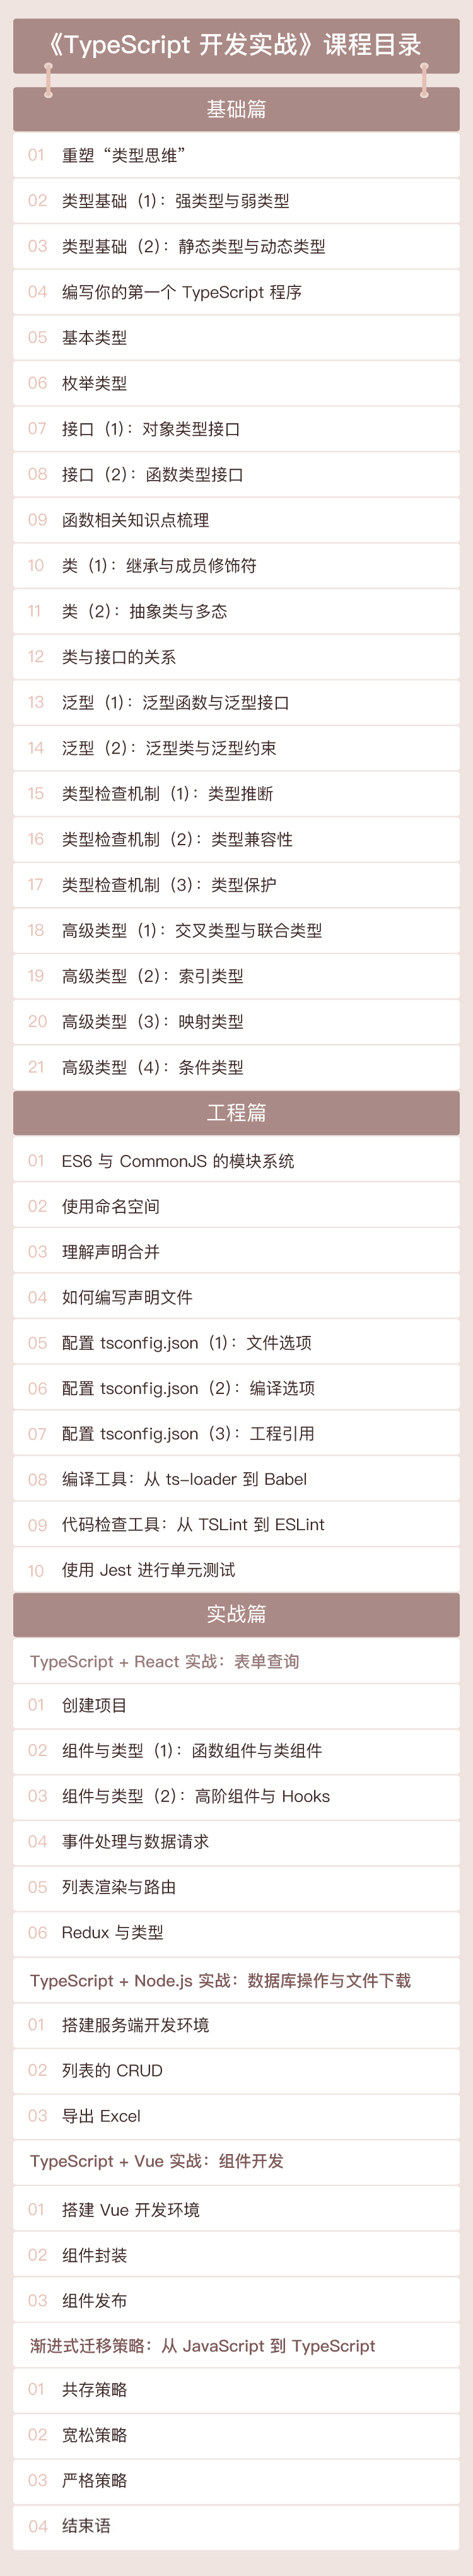 《TypeScript 开发实战》课程目录
基础篇
01 重塑“类型思维”
02 类型基础（1）：强类型与弱类型
03 类型基础（2）：静态类型与动态类型
04 编写你的第一个 TypeScript 程序
05 基本类型
06 枚举类型
07 接口（1）：对象类型接口
08 接口（2）：函数类型接口
09 函数相关知识点梳理
10 类（1）：继承与成员修饰符
11 类（2）：抽象类与多态
12 类与接口的关系
13 泛型（1）：泛型函数与泛型接口
14 泛型（2）：泛型类与泛型约束
15 类型检查机制（1）：类型推断
16 类型检查机制（2）：类型兼容性
17 类型检查机制（3）：类型保护
18 高级类型（1）：交叉类型与联合类型
19 高级类型（2）：索引类型
20 高级类型（3）：映射类型
21 高级类型（4）：条件类型
工程篇
01 ES6 与 CommonJS 的模块系统
02 使用命名空间
03 理解声明合并
04 如何编写声明文件
05 配置 tsconfig.json（1）：文件选项
06 配置 tsconfig.json（2）：编译选项
07 配置 tsconfig.json（3）：工程引用
08 编译工具：从 ts-loader 到 Babel
09 代码检查工具：从 TSLint 到 ESLint
10 使用 Jest 进行单元测试
实战篇
TypeScript + React 实战：表单查询
01 创建项目
02 组件与类型（1）：函数组件与类组件
03 组件与类型（2）：高阶组件与 Hooks
04 事件处理与数据请求
05 列表渲染与路由
06 Redux 与类型
TypeScript + Node.js 实战：数据库操作与文件下载
01 搭建服务端开发环境
02 列表的 CRUD
03 导出 Excel
TypeScript + Vue 实战：组件开发
01 搭建 Vue 开发环境
02 组件封装
03 组件发布
渐进式迁移策略：从 JavaScript 到 TypeScript
01 共存策略
02 宽松策略
03 严格策略
04 结束语